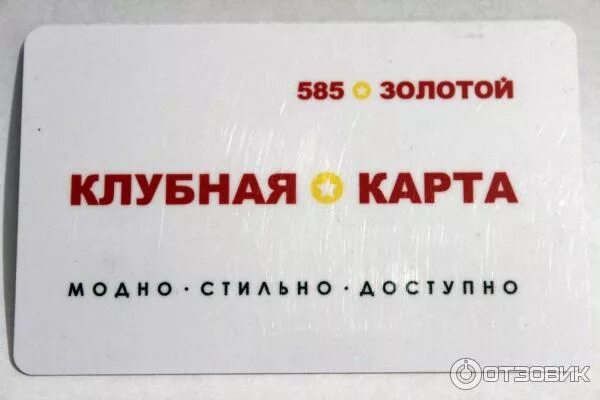 585 ЗОЛОТОЙ
КЛУБНАЯ КАРТА
МОДНО · СТИЛЬНО · ДОСТУПНО
ОТЗОВИК